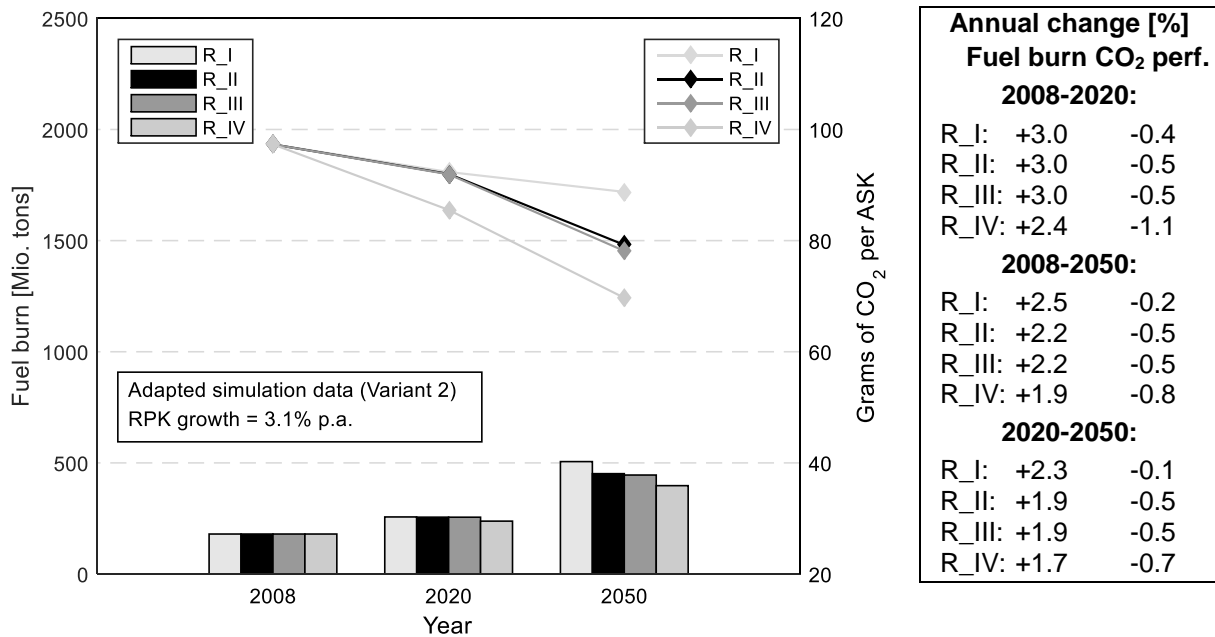 2500
2000
1500
1000
500
0
Fuel burn [Mio. tons]
R_I
R_II
R_III
R_IV
R_I
R_II
R_III
R_IV
120
100
80
60
40
20
Grams of CO2 per ASK
Adapted simulation data (Variant 2)
RPK growth = 3.1% p.a.
2008 2020 2050
Year
Annual change [%]
Fuel burn CO₂ perf.
2008-2020:
R_I: +3.0 -0.4
R_II: +3.0 -0.5
R_III: +3.0 -0.5
R_IV: +2.4 -1.1
2008-2050:
R_I: +2.5 -0.2
R_II: +2.2 -0.5
R_III: +2.2 -0.5
R_IV: +1.9 -0.8
2020-2050:
R_I: +2.3 -0.1
R_II: +1.9 -0.5
R_III: +1.9 -0.5
R_IV: +1.7 -0.7